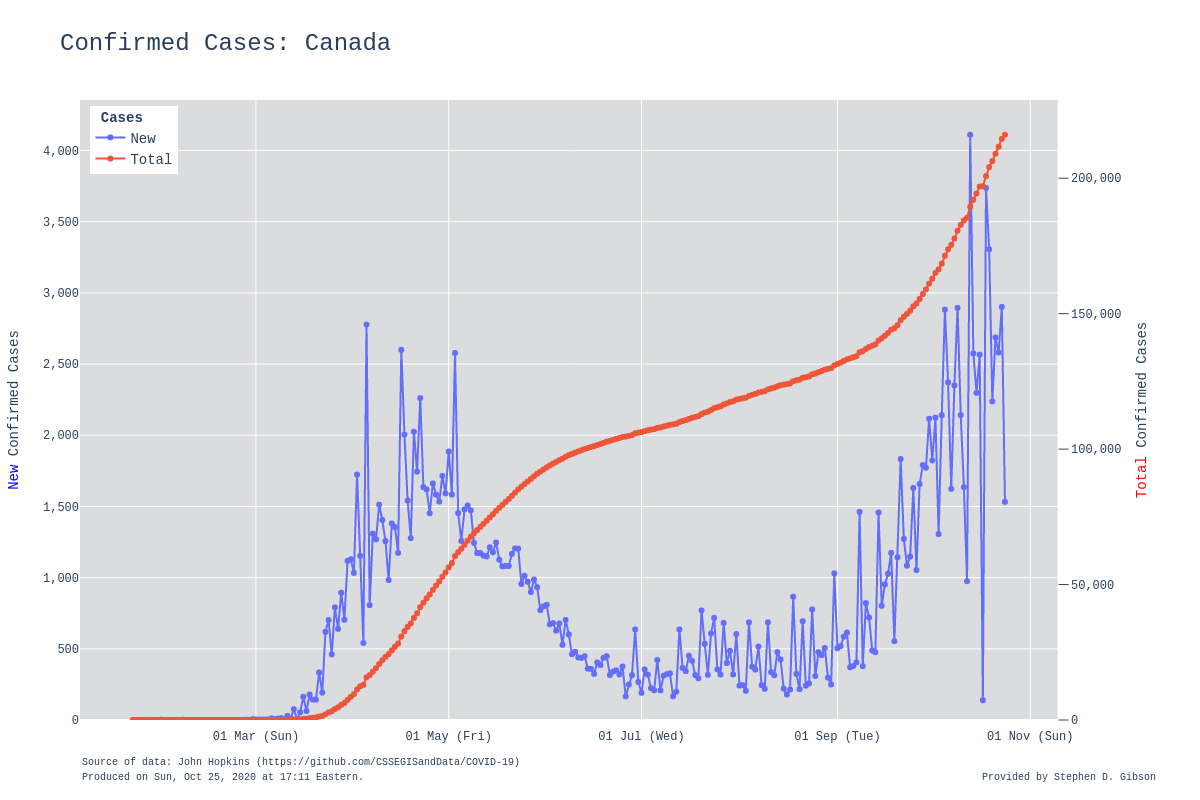 Confirmed Cases: Canada
Cases
New
Total
4,000
3,500
3,000
2,500
2,000
1,500
1,000
500
0
New Confirmed Cases
200,000
150,000
100,000
50,000
0
Total Confirmed Cases
01 Mar (Sun)
01 May (Fri)
01 Jul (Wed)
01 Sep (Tue)
01 Nov (Sun)
Source of data: John Hopkins (https://github.com/CSSEGISandData/COVID-19)
Produced on Sun, Oct 25, 2020 at 17:11 Eastern.
Provided by Stephen D. Gibson